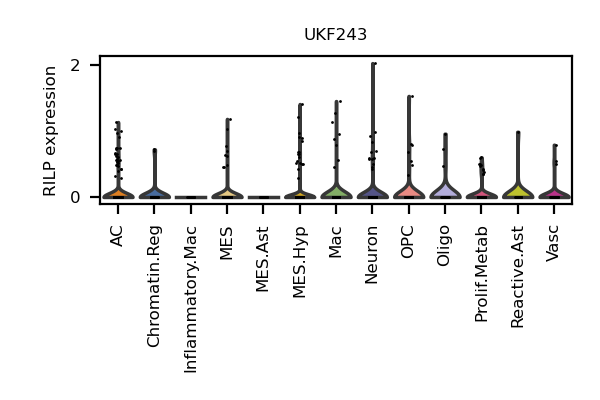 UKF243
RILP expression
2
0
AC
Chromatin.Reg
Inflammatory.Mac
MES
MES.Ast
MES.Hyp
Mac
Neuron
OPC
Oligo
Prolif.Metab
Reactive.Ast
Vasc